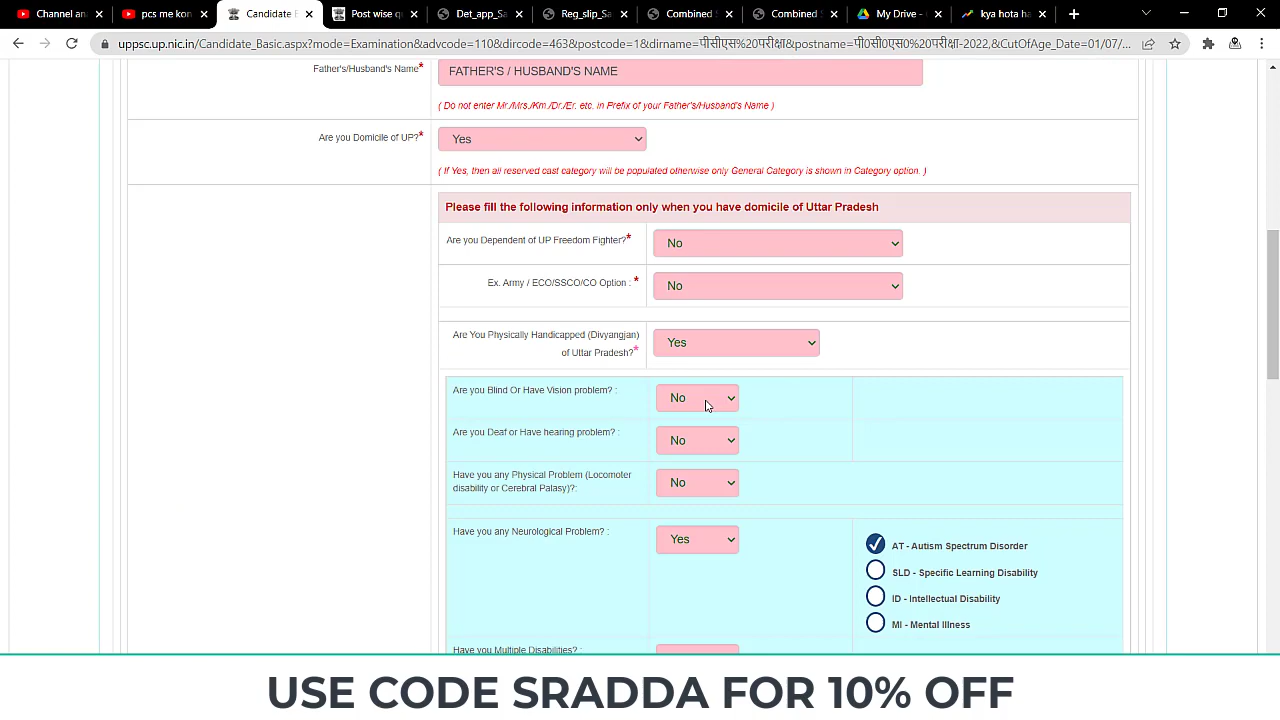 Channel an
pcs me kon
Candidate B
Post wise q
Det_app_Sa
Reg_slip_Sa
Combined
Combined S
My Drive -
kya hota ha
uppsc.up.nic.in/Candidate_Basic.aspx?mode=Examination&advcode=110&dirtable=463&postcode=1&dirname=पीसीएस%20परीक्षा&postname=पी0सी0एस0%20परीक्षा-2022,&CutOfAge_Date=01/07/...
Father's/Husband's Name*
FATHER'S / HUSBAND'S NAME
( Do not enter Mr./Mrs./Km./Dr./Er. etc. in Prefix of your Father's/Husband's Name )
Are you Domicile of UP?*
Yes
( If Yes, then all reserved cast category will be populated otherwise only General Category is shown in Category option. )
Please fill the following information only when you have domicile of Uttar Pradesh
Are you Dependent of UP Freedom Fighter?*
No
Ex. Army / ECO/SSCO/CO Option : *
No
Are You Physically Handicapped (Divyangjan)
of Uttar Pradesh?*
Yes
Are you Blind Or Have Vision problem? :
No
Are you Deaf or Have hearing problem? :
No
Have you any Physical Problem (Locomoter
disability or Cerebral Palasy)?:
No
Have you any Neurological Problem? :
Yes
AT - Autism Spectrum Disorder
SLD - Specific Learning Disability
ID - Intellectual Disability
MI - Mental Illness
Have you Multiple Disabilities? :
USE CODE SRADDA FOR 10% OFF